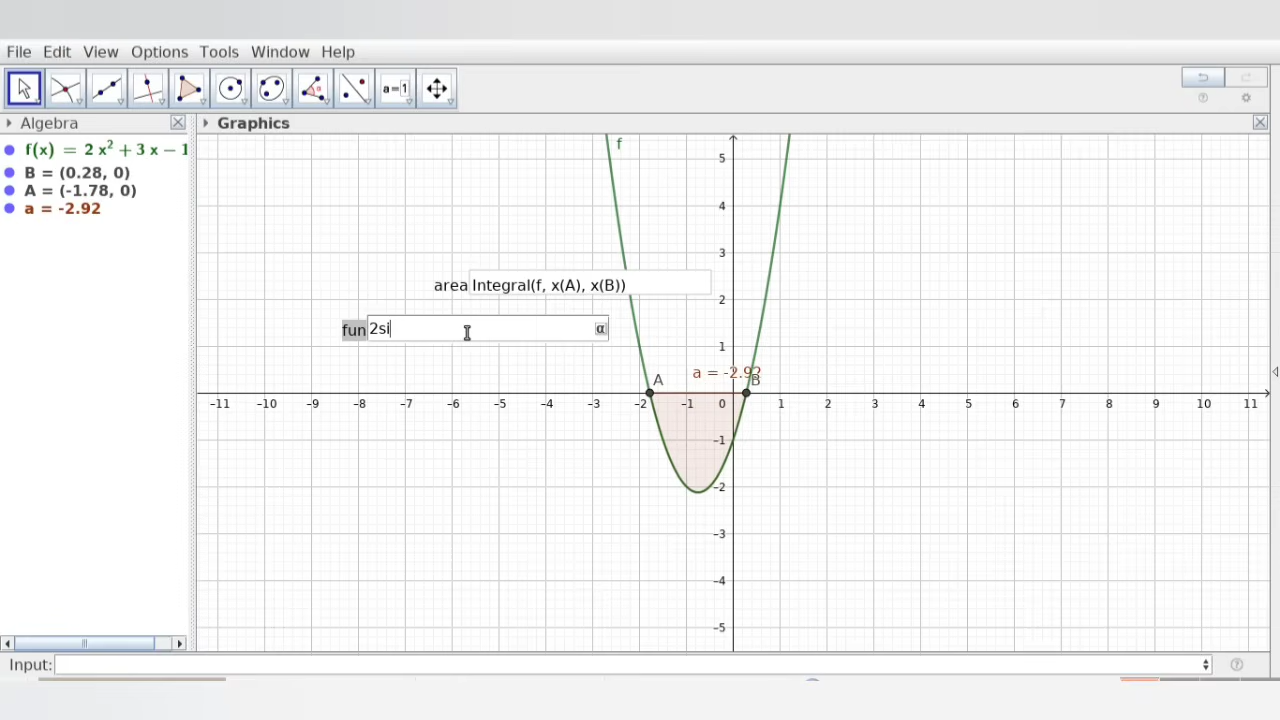 File Edit View Options Tools Window Help
a=1
Algebra
Graphics
f(x) = 2 x² + 3 x − 1
B = (0.28, 0)
A = (-1.78, 0)
a = -2.92
f
5
4
3
area Integral(f, x(A), x(B))
2
fun 2si α
1
a = -2.92
A B
-11 -10 -9 -8 -7 -6 -5 -4 -3 -2 -1 0 1 2 3 4 5 6 7 8 9 10 11
-1
-2
-3
-4
-5
Input: